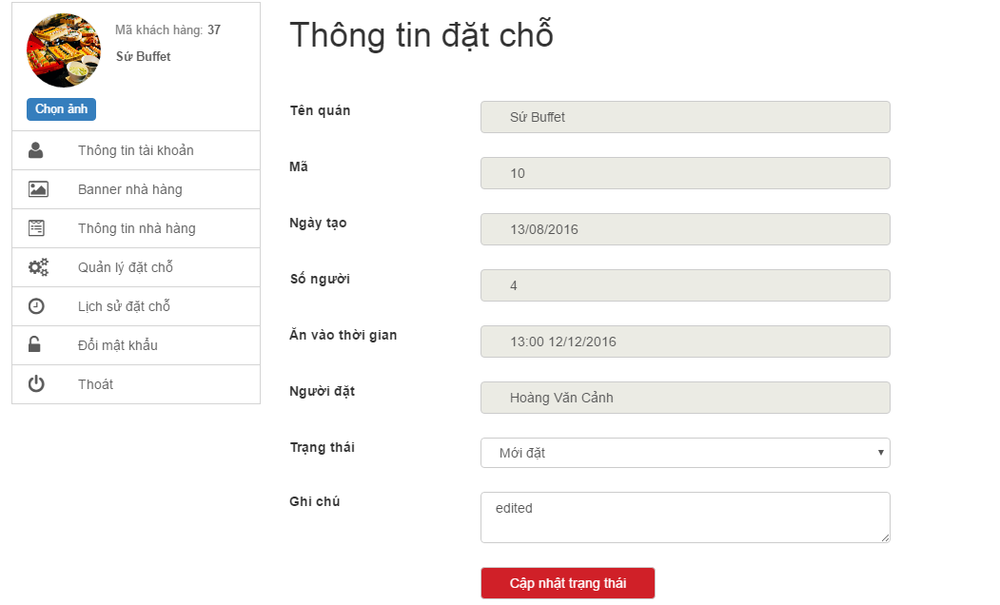 Mã khách hàng: 37
Sứ Buffet
Chọn ảnh
Thông tin tài khoản
Banner nhà hàng
Thông tin nhà hàng
Quản lý đặt chỗ
Lịch sử đặt chỗ
Đổi mật khẩu
Thoát
Thông tin đặt chỗ
Tên quán
Sứ Buffet
Mã
10
Ngày tạo
13/08/2016
Số người
4
Ăn vào thời gian
13:00 12/12/2016
Người đặt
Hoàng Văn Cảnh
Trạng thái
Mới đặt
Ghi chú
edited
Cập nhật trạng thái